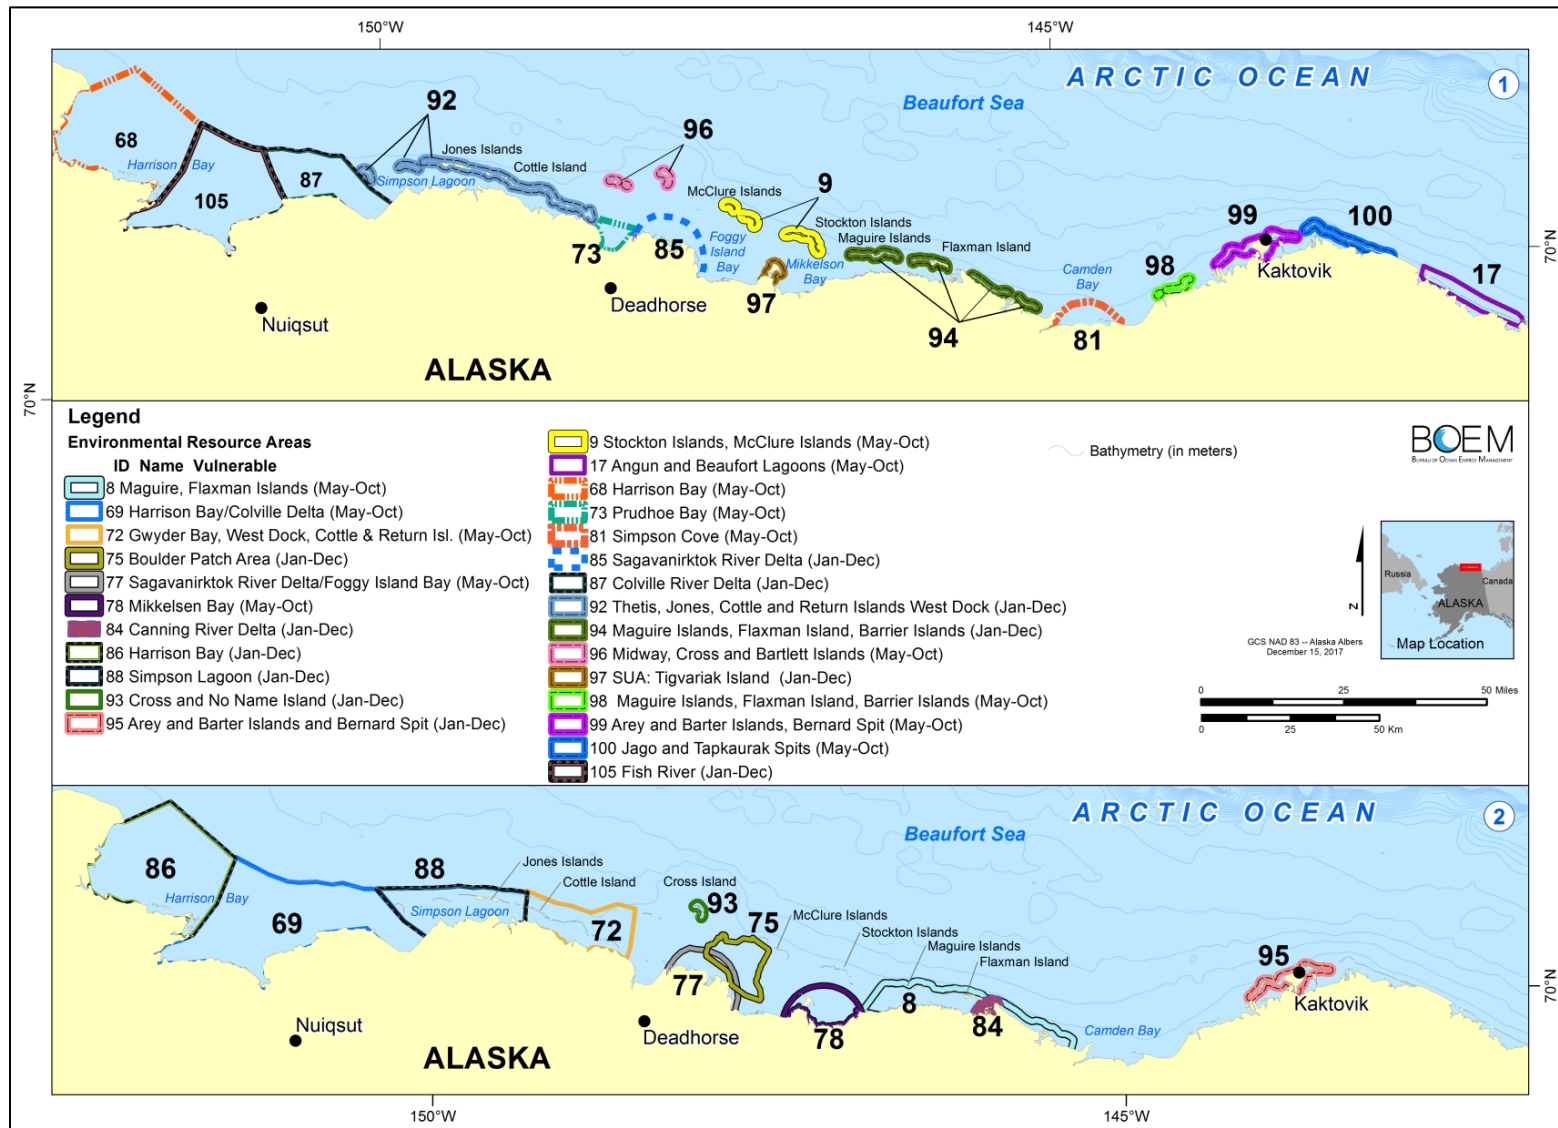 150°W
145°W
ARCTIC OCEAN
1
Beaufort Sea
92
96
68
Harrison Bay
Jones Islands
Cottle Island
Simpson Lagoon
87
105
McClure Islands
9
Stockton Islands
Maguire Islands
Flaxman Island
99
100
73
85
Foggy
Island
Bay
97
Mikkelson
Bay
94
Camden
Bay
81
98
Kaktovik
17
70°N
Deadhorse
Nuiqsut
ALASKA
70°N
Legend
Environmental Resource Areas
ID Name Vulnerable
8 Maguire, Flaxman Islands (May-Oct)
69 Harrison Bay/Colville Delta (May-Oct)
72 Gwyder Bay, West Dock, Cottle & Return Isl. (May-Oct)
75 Boulder Patch Area (Jan-Dec)
77 Sagavanirktok River Delta/Foggy Island Bay (May-Oct)
78 Mikkelsen Bay (May-Oct)
84 Canning River Delta (Jan-Dec)
86 Harrison Bay (Jan-Dec)
88 Simpson Lagoon (Jan-Dec)
93 Cross and No Name Island (Jan-Dec)
95 Arey and Barter Islands and Bernard Spit (Jan-Dec)
9 Stockton Islands, McClure Islands (May-Oct)
17 Angun and Beaufort Lagoons (May-Oct)
68 Harrison Bay (May-Oct)
73 Prudhoe Bay (May-Oct)
81 Simpson Cove (May-Oct)
85 Sagavanirktok River Delta (Jan-Dec)
87 Colville River Delta (Jan-Dec)
92 Thetis, Jones, Cottle and Return Islands West Dock (Jan-Dec)
94 Maguire Islands, Flaxman Island, Barrier Islands (Jan-Dec)
96 Midway, Cross and Bartlett Islands (May-Oct)
97 SUA: Tigvariak Island (Jan-Dec)
98 Maguire Islands, Flaxman Island, Barrier Islands (May-Oct)
99 Arey and Barter Islands, Bernard Spit (May-Oct)
100 Jago and Tapkaurak Spits (May-Oct)
105 Fish River (Jan-Dec)
Bathymetry (in meters)
BOEM
BUREAU OF OCEAN ENERGY MANAGEMENT
N
Russia
Canada
ALASKA
Map Location
GCS NAD 83 -- Alaska Albers
December 15, 2017
0 25 50 Miles
0 25 50 Km
ARCTIC OCEAN
2
Beaufort Sea
86
Harrison Bay
69
88
Jones Islands
Cottle Island
Simpson Lagoon
72
Cross Island
93
75
McClure Islands
Stockton Islands
Maguire Islands
Flaxman Island
77
78
8
84
Camden Bay
95
Kaktovik
70°N
Nuiqsut
Deadhorse
ALASKA
150°W
145°W